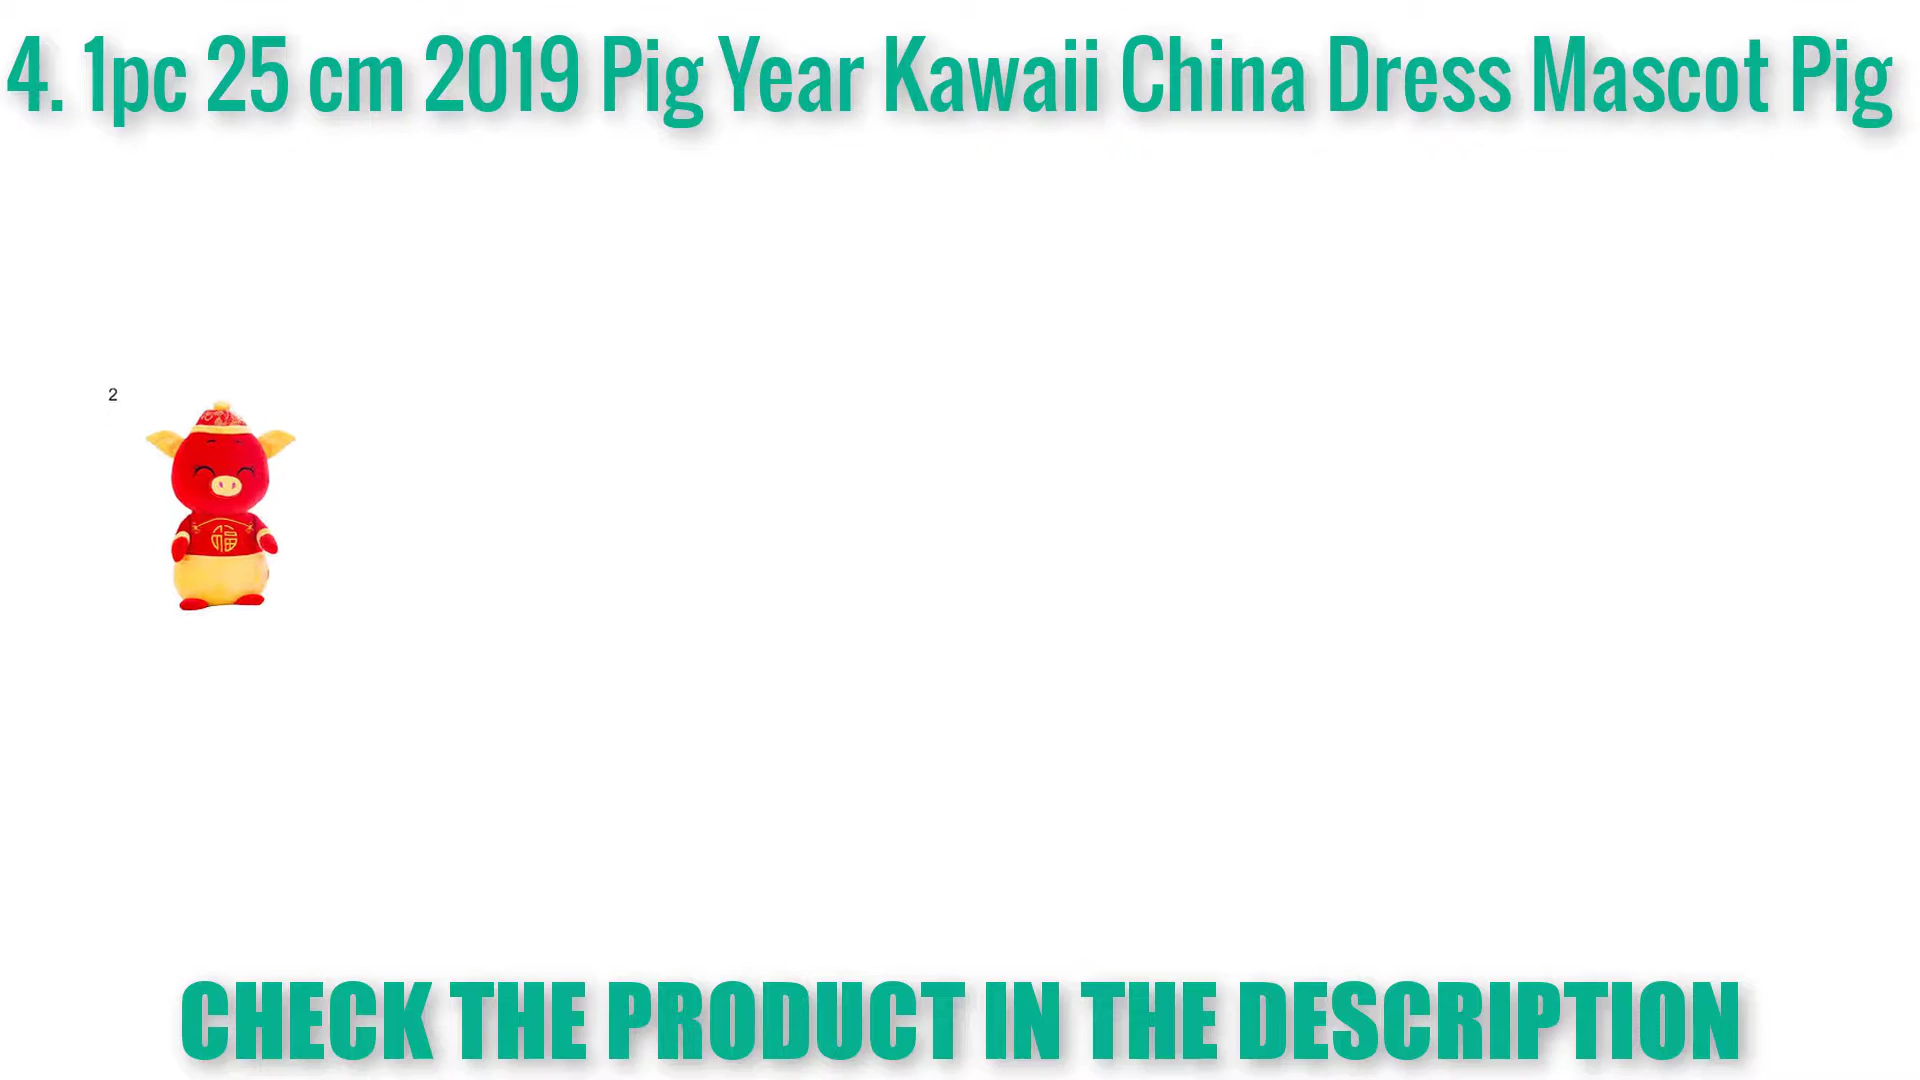 4. 1pc 25 cm 2019 Pig Year Kawaii China Dress Mascot Pig
2
福
CHECK THE PRODUCT IN THE DESCRIPTION